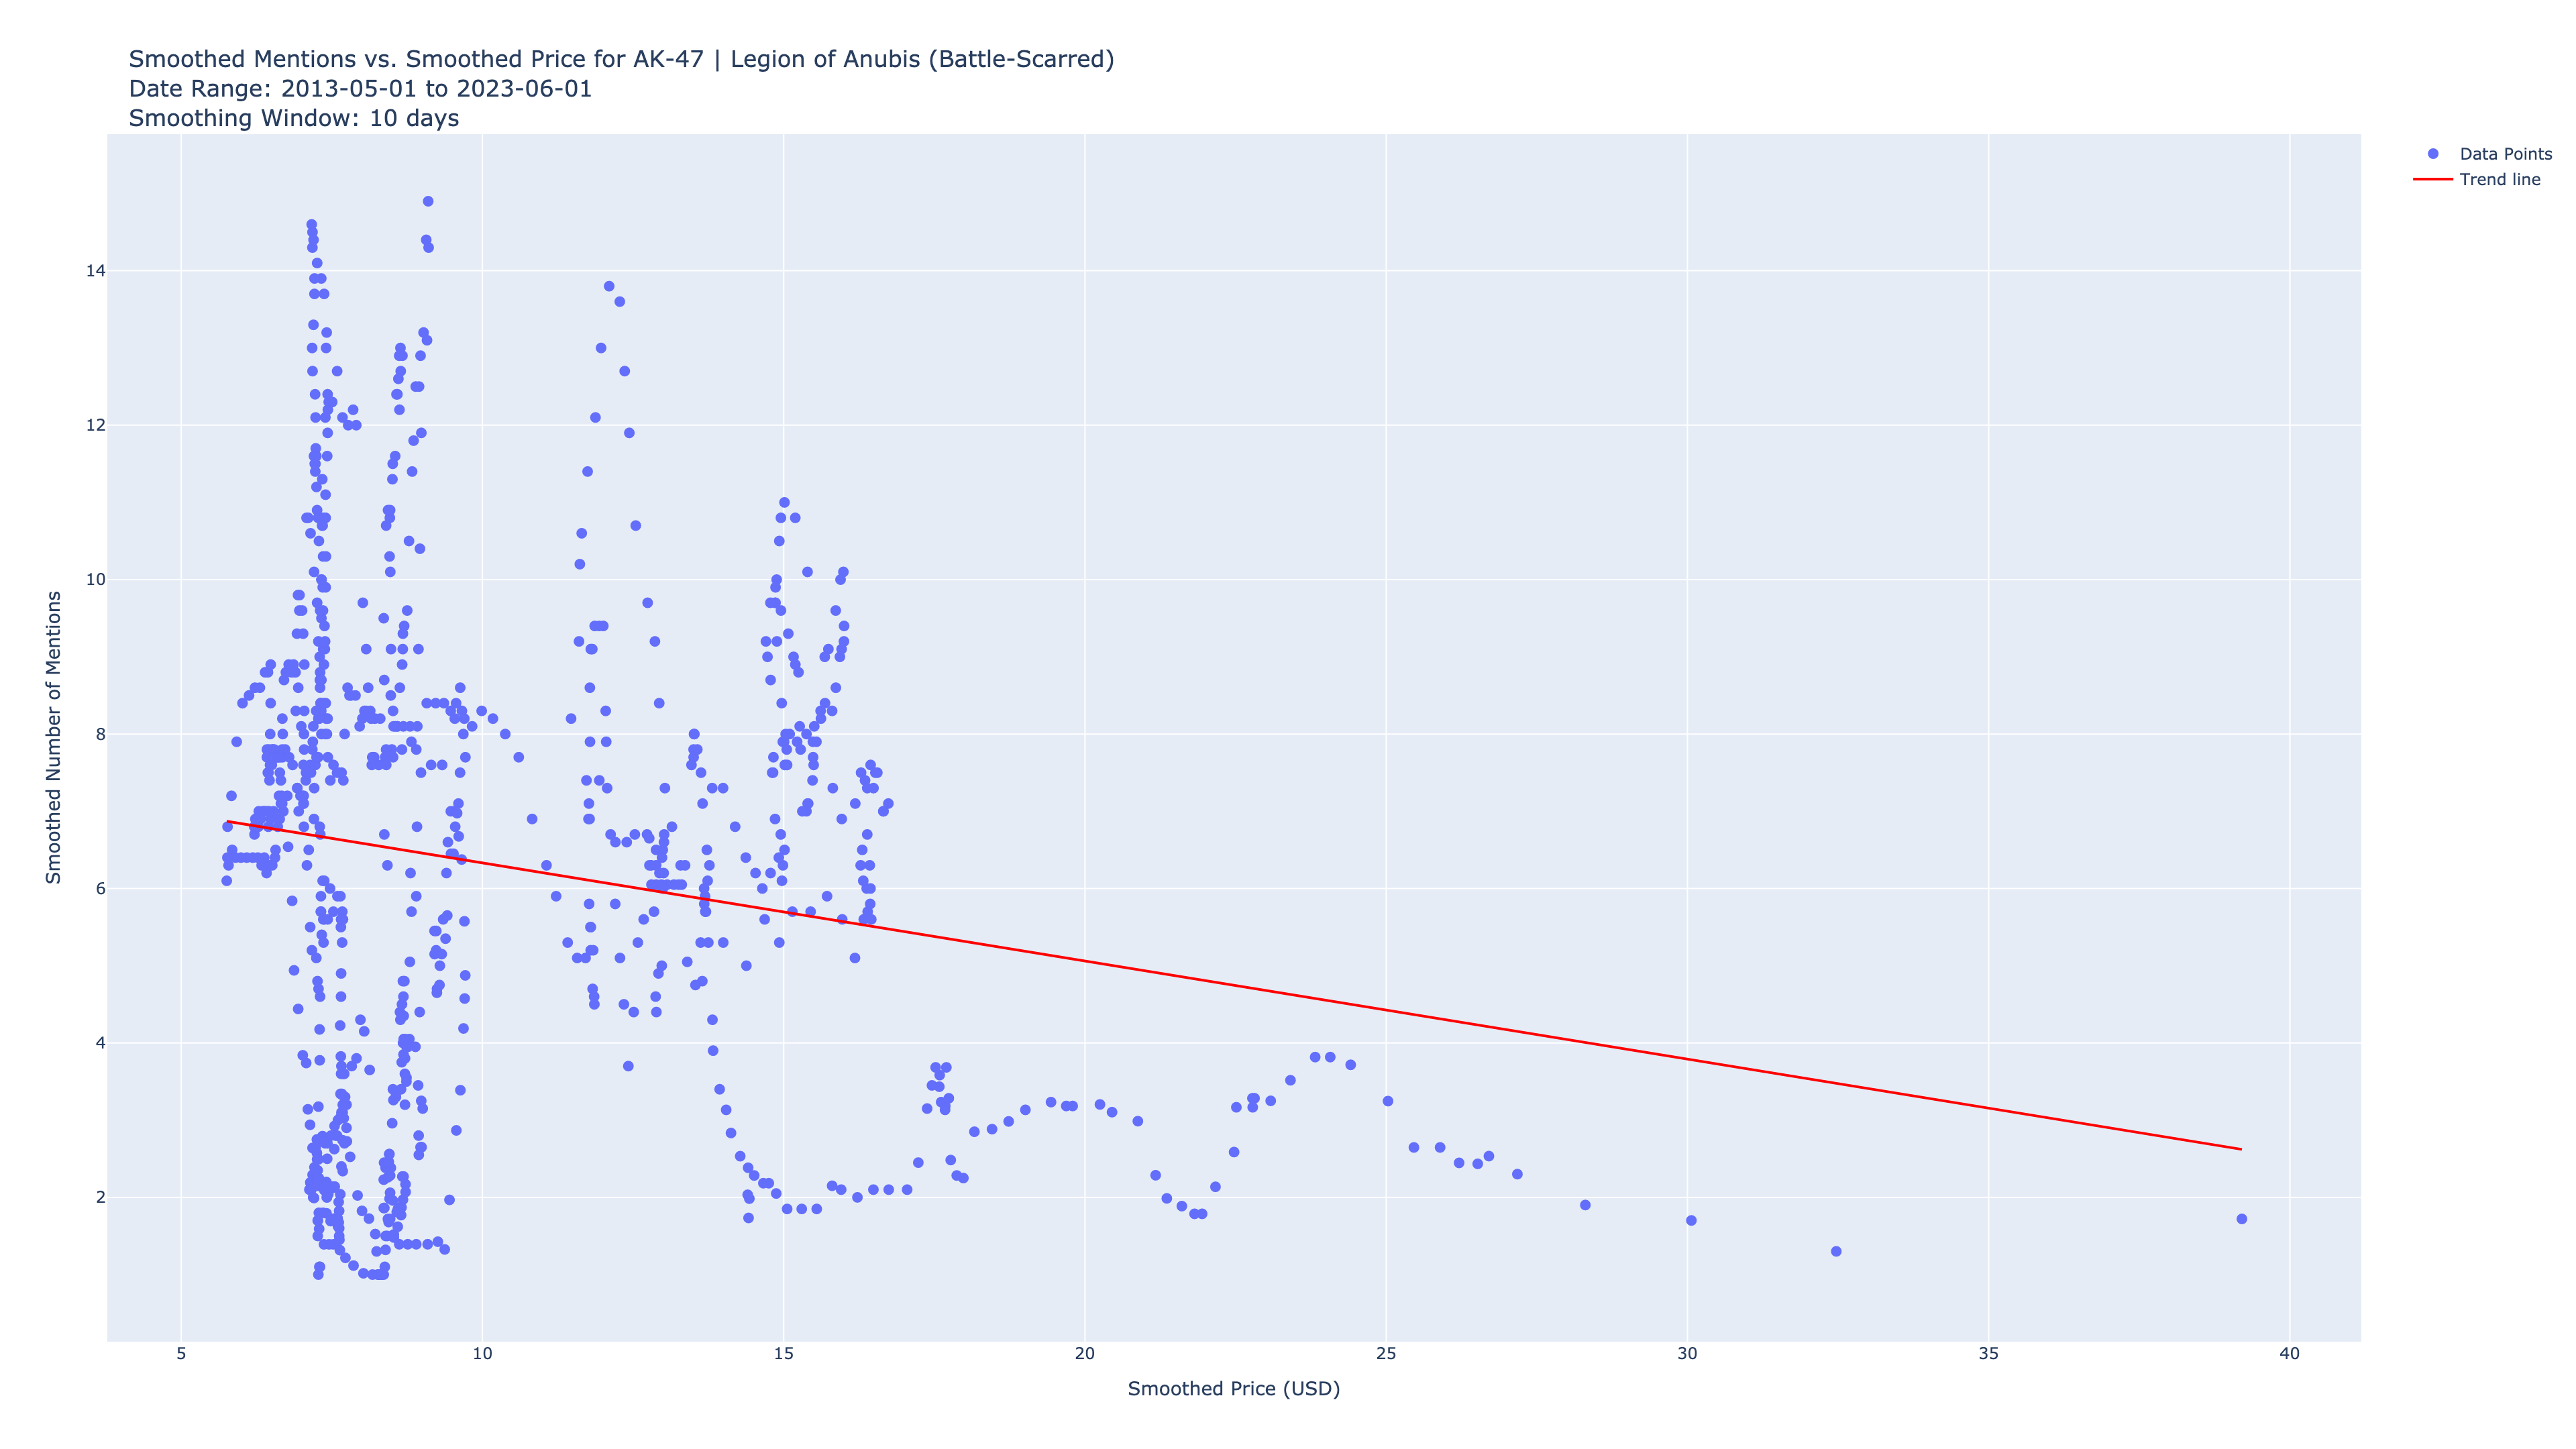 Smoothed Mentions vs. Smoothed Price for AK-47 | Legion of Anubis (Battle-Scarred)
Date Range: 2013-05-01 to 2023-06-01
Smoothing Window: 10 days
Data Points
Trend line
14
12
10
8
6
4
2
Smoothed Number of Mentions
5 10 15 20 25 30 35 40
Smoothed Price (USD)